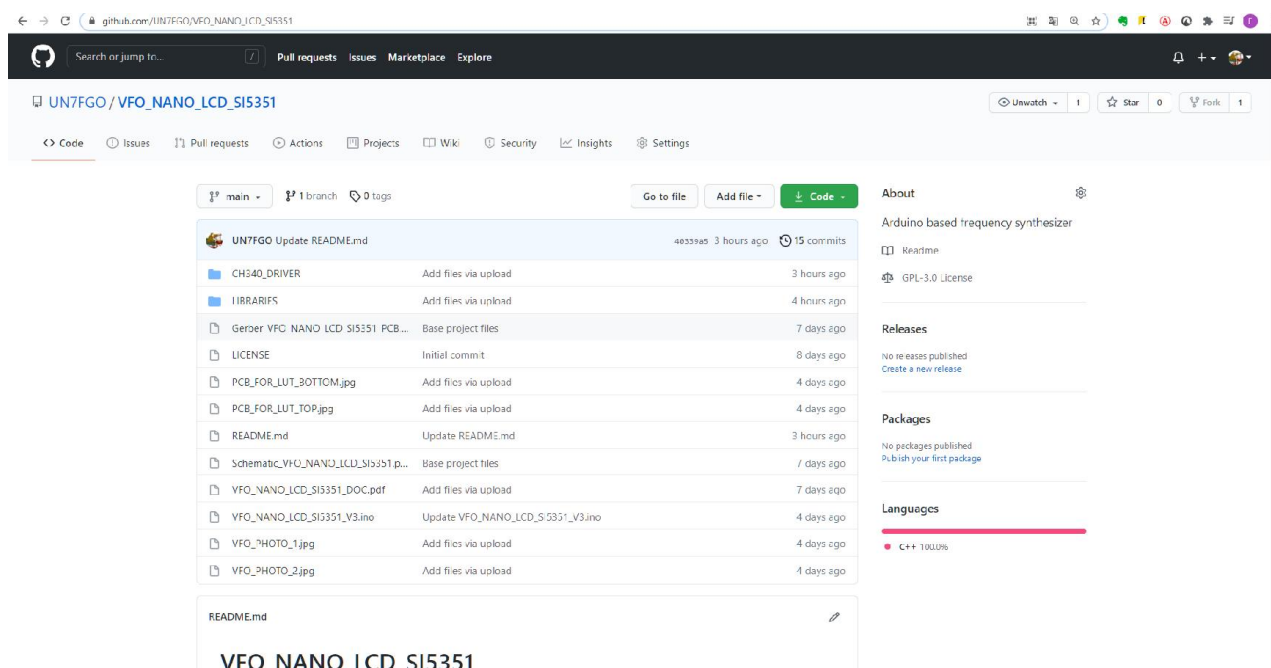 github.com/UN7FGO/VFO_NANO_LCD_SI5351
Search or jump to... / Pull requests Issues Marketplace Explore
UN7FGO / VFO_NANO_LCD_SI5351 Unwatch 1 Star 0 Fork 1
Code Issues Pull requests Actions Projects Wiki Security Insights Settings
main 1 branch 0 tags Go to file Add file Code
UN7FGO Update README.md 3 hours ago 15 commits
CH340_DRIVER Add files via upload 3 hours ago
LIBRARIES Add files via upload 4 hours ago
Gerber_VFO_NANO_LCD_SI5351_PCB... Base project files 7 days ago
LICENSE Initial commit 8 days ago
PCB_FOR_LUT_BOTTOM.jpg Add files via upload 4 days ago
PCB_FOR_LUT_TOP.jpg Add files via upload 4 days ago
README.md Update README.md 3 hours ago
Schematic_VFO_NANO_LCD_SI5351.p... Base project files 7 days ago
VFO_NANO_LCD_SI5351_DOC.pdf Add files via upload 7 days ago
VFO_NANO_LCD_SI5351_V3.ino Update VFO_NANO_LCD_SI5351_V3.ino 4 days ago
VFO_PHOTO_1.jpg Add files via upload 4 days ago
VFO_PHOTO_2.jpg Add files via upload 4 days ago
README.md
VFO_NANO_LCD_SI5351
About
Arduino based frequency synthesizer
Readme
GPL-3.0 License
Releases
No releases published
Create a new release
Packages
No packages published
Publish your first package
Languages
C++ 100.0%